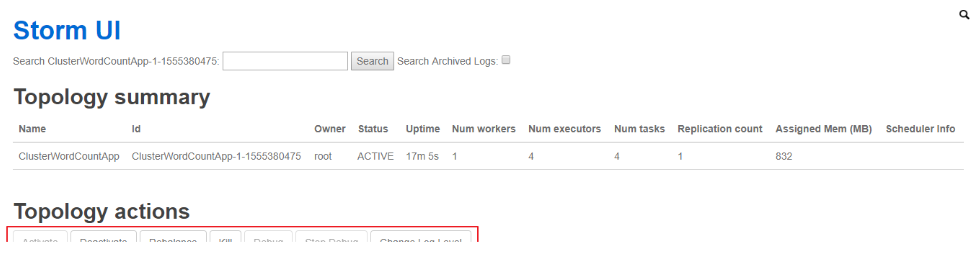 Storm UI
Search ClusterWordCountApp-1-1555380475: Search Search Archived Logs:
Topology summary
Name Id Owner Status Uptime Num workers Num executors Num tasks Replication count Assigned Mem (MB) Scheduler Info
ClusterWordCountApp ClusterWordCountApp-1-1555380475 root ACTIVE 17m 5s 1 4 4 1 832
Topology actions
Activate Deactivate Rebalance Kill Debug Stop Debug Change Log Level